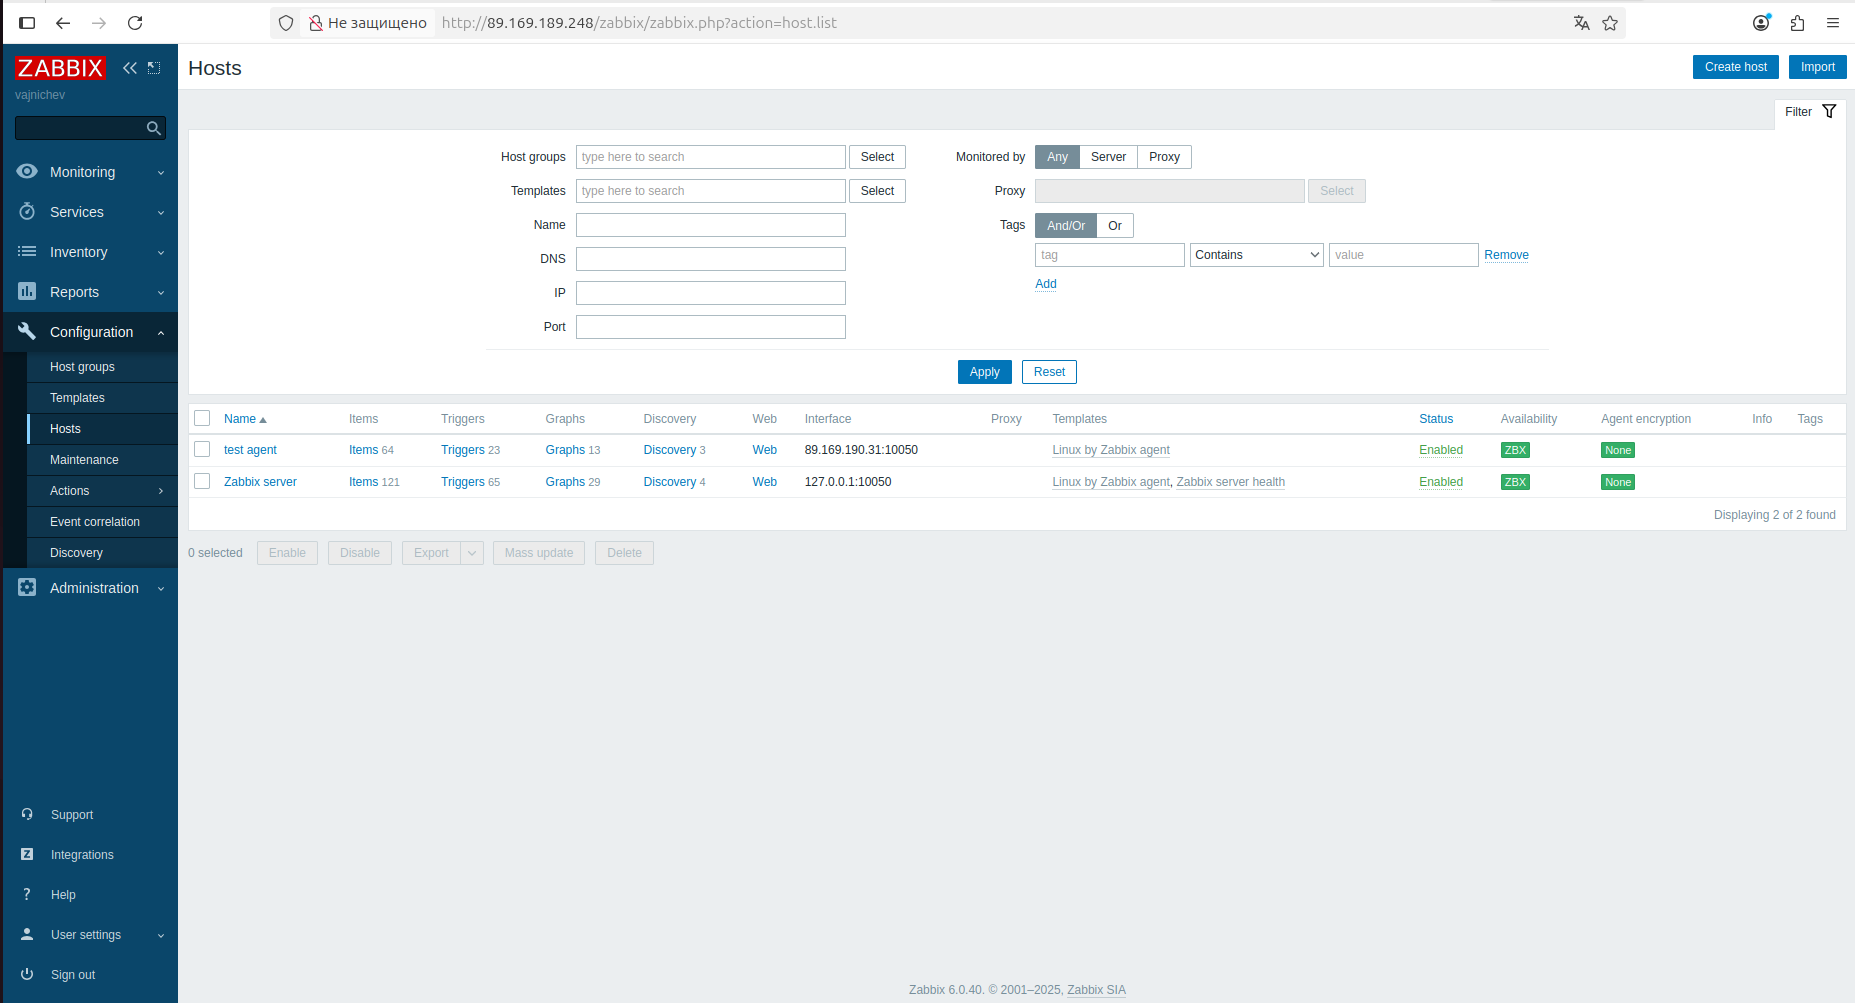 Не защищено http://89.169.189.248/zabbix/zabbix.php?action=host.list
ZABBIX
vajnichev
Monitoring
Services
Inventory
Reports
Configuration
Host groups
Templates
Hosts
Maintenance
Actions
Event correlation
Discovery
Administration
Support
Integrations
Help
User settings
Sign out
Hosts
Create host Import
Filter
Host groups type here to search Select
Templates type here to search Select
Name
DNS
IP
Port
Monitored by Any Server Proxy
Proxy Select
Tags And/Or Or
tag Contains value Remove
Add
Apply Reset
Name Items Triggers Graphs Discovery Web Interface Proxy Templates Status Availability Agent encryption Info Tags
test agent Items 64 Triggers 23 Graphs 13 Discovery 3 Web 89.169.190.31:10050 Linux by Zabbix agent Enabled ZBX None
Zabbix server Items 121 Triggers 65 Graphs 29 Discovery 4 Web 127.0.0.1:10050 Linux by Zabbix agent, Zabbix server health Enabled ZBX None
Displaying 2 of 2 found
0 selected Enable Disable Export Mass update Delete
Zabbix 6.0.40. © 2001–2025, Zabbix SIA